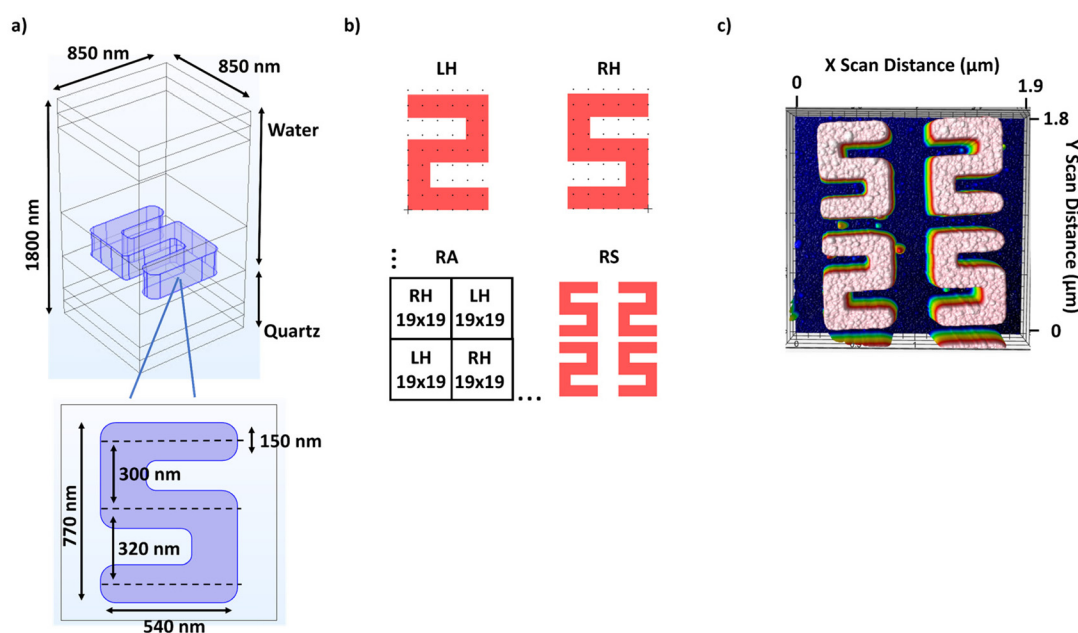 a)
850 nm
850 nm
Water
1800 nm
Quartz
150 nm
300 nm
770 nm
320 nm
540 nm
b)
LH
RH
RA
RS
RH
19x19
LH
19x19
LH
19x19
RH
19x19
c)
X Scan Distance (µm)
0
1.9
1.8
Y Scan Distance (µm)
0